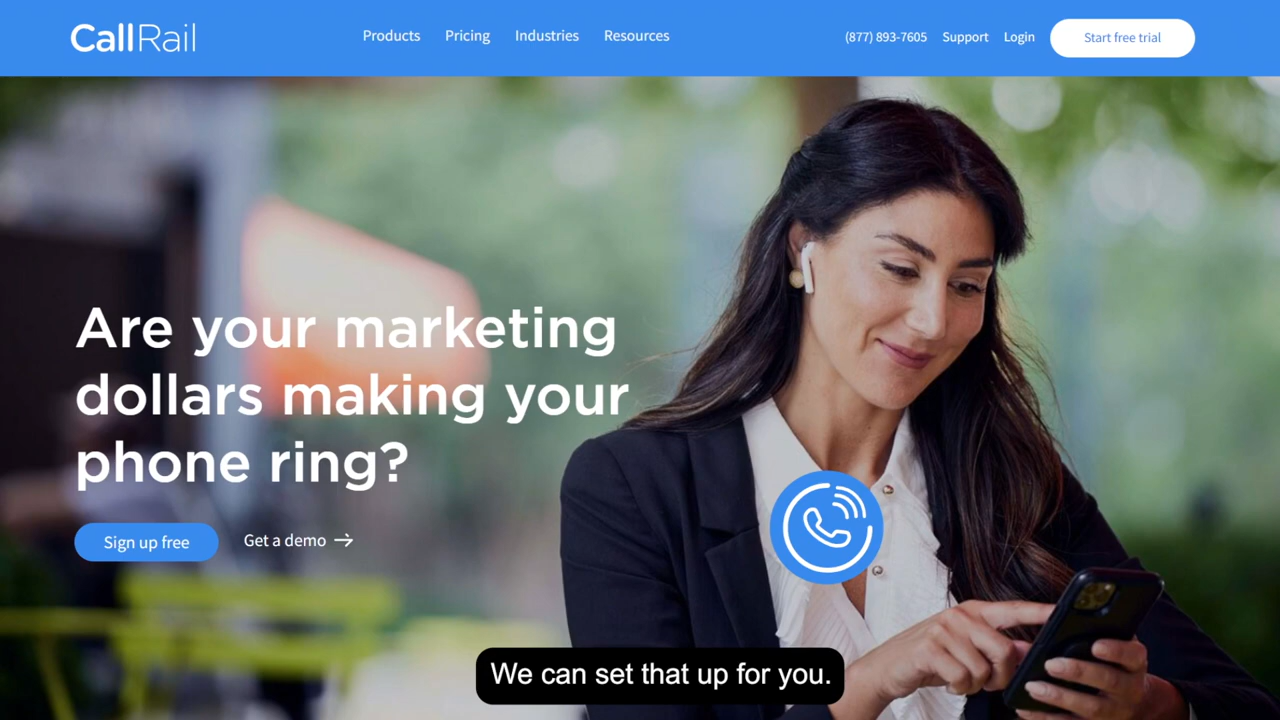 CallRail
Products
Pricing
Industries
Resources
(877) 893-7605
Support
Login
Start free trial
Are your marketing
dollars making your
phone ring?
Sign up free
Get a demo →
We can set that up for you.